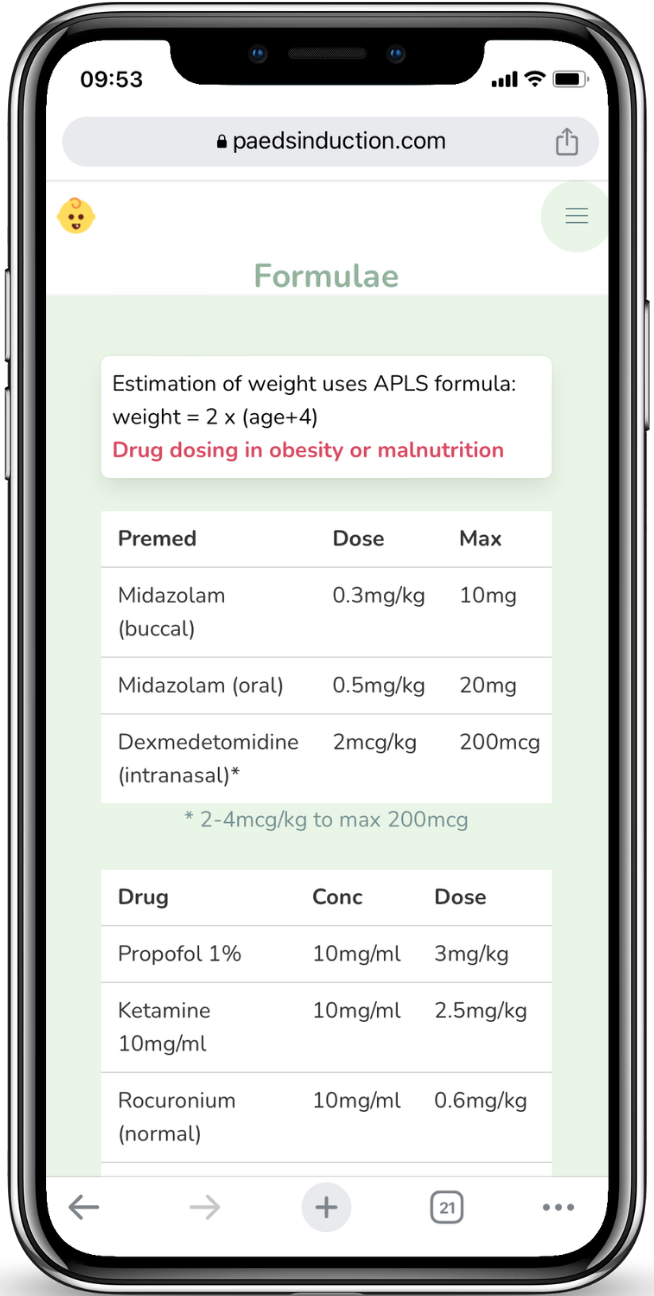 09:53
paedsinduction.com
Formulae
Estimation of weight uses APLS formula:
weight = 2 x (age+4)
Drug dosing in obesity or malnutrition
Premed Dose Max
Midazolam 0.3mg/kg 10mg
(buccal)
Midazolam (oral) 0.5mg/kg 20mg
Dexmedetomidine 2mcg/kg 200mcg
(intranasal)*
* 2-4mcg/kg to max 200mcg
Drug Conc Dose
Propofol 1% 10mg/ml 3mg/kg
Ketamine 10mg/ml 2.5mg/kg
10mg/ml
Rocuronium 10mg/ml 0.6mg/kg
(normal)
21